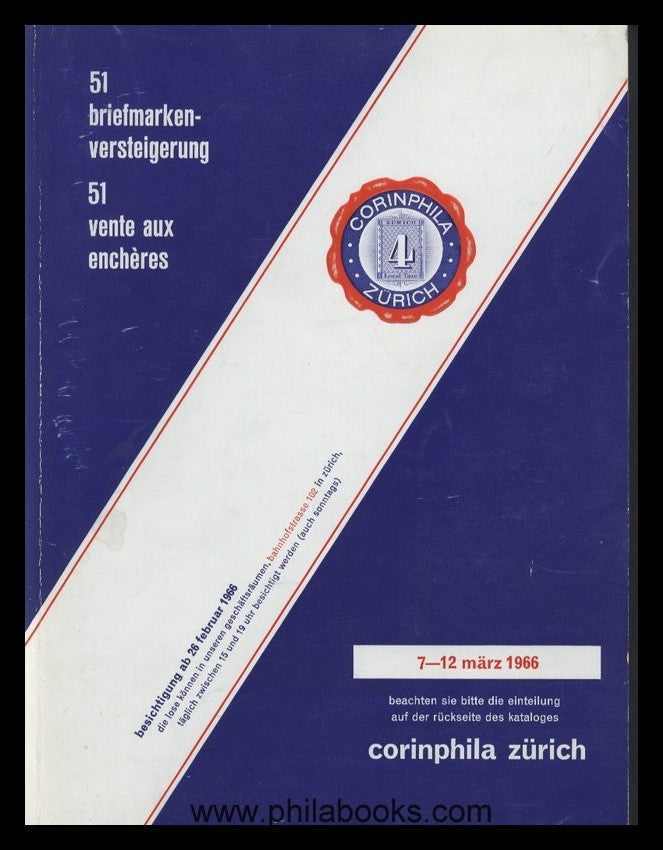 51
briefmarken-
versteigerung
51
vente aux
enchères
CORINPHILA
ZÜRICH
4
Local-Taxe
ZÜRICH
besichtigung ab 26 februar 1966
die lose können in unseren geschäftsräumen, bahnhofstrasse 102 in zürich,
täglich zwischen 15 und 19 uhr besichtigt werden (auch sonntags)
7—12 märz 1966
beachten sie bitte die einteilung
auf der rückseite des kataloges
corinphila zürich
www.philabooks.com